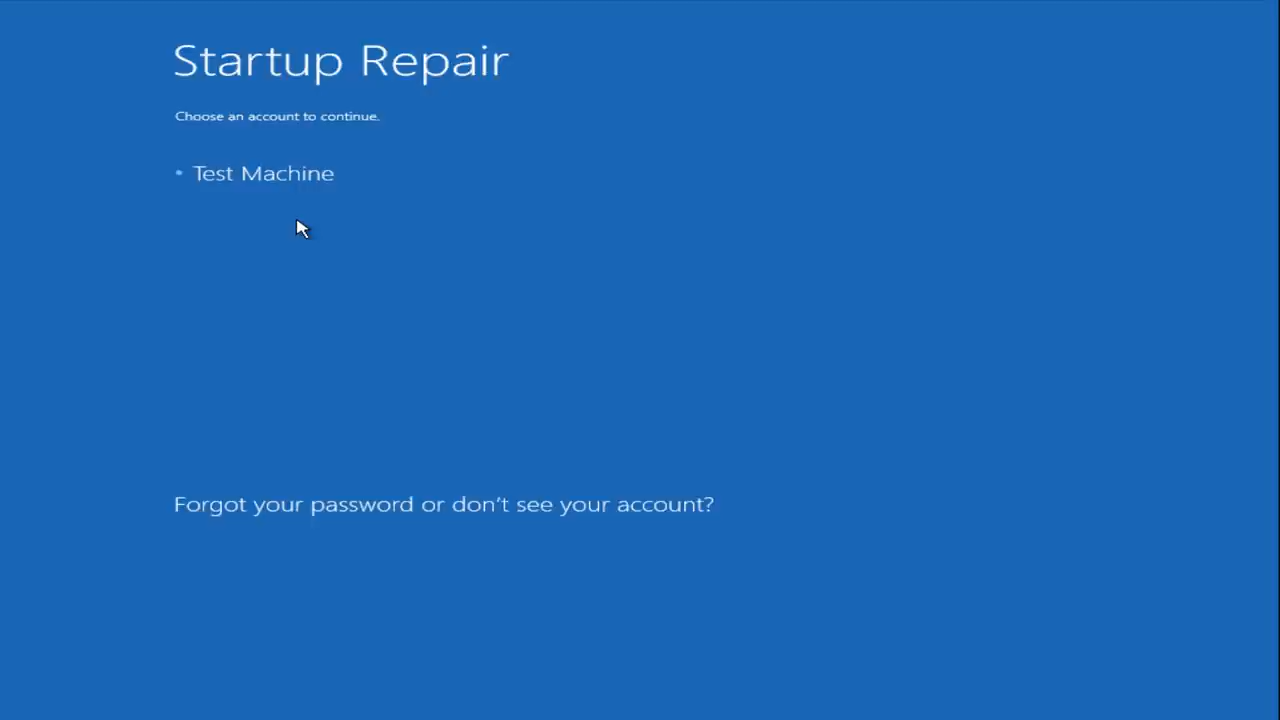 Startup Repair
Choose an account to continue.
• Test Machine
Forgot your password or don't see your account?